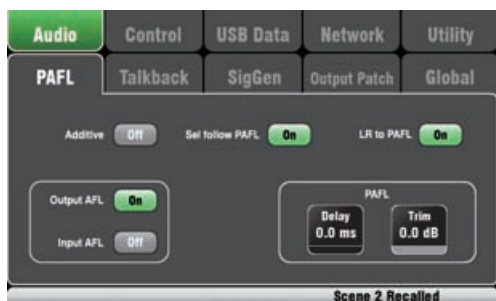 Audio Control USB Data Network Utility
PAFL Talkback SigGen Output Patch Global
Additive Off Sel follow PAFL On LR to PAFL On
Output AFL On
Input AFL Off
PAFL
Delay Trim
0.0 ms 0.0 dB
Scene 2 Recalled